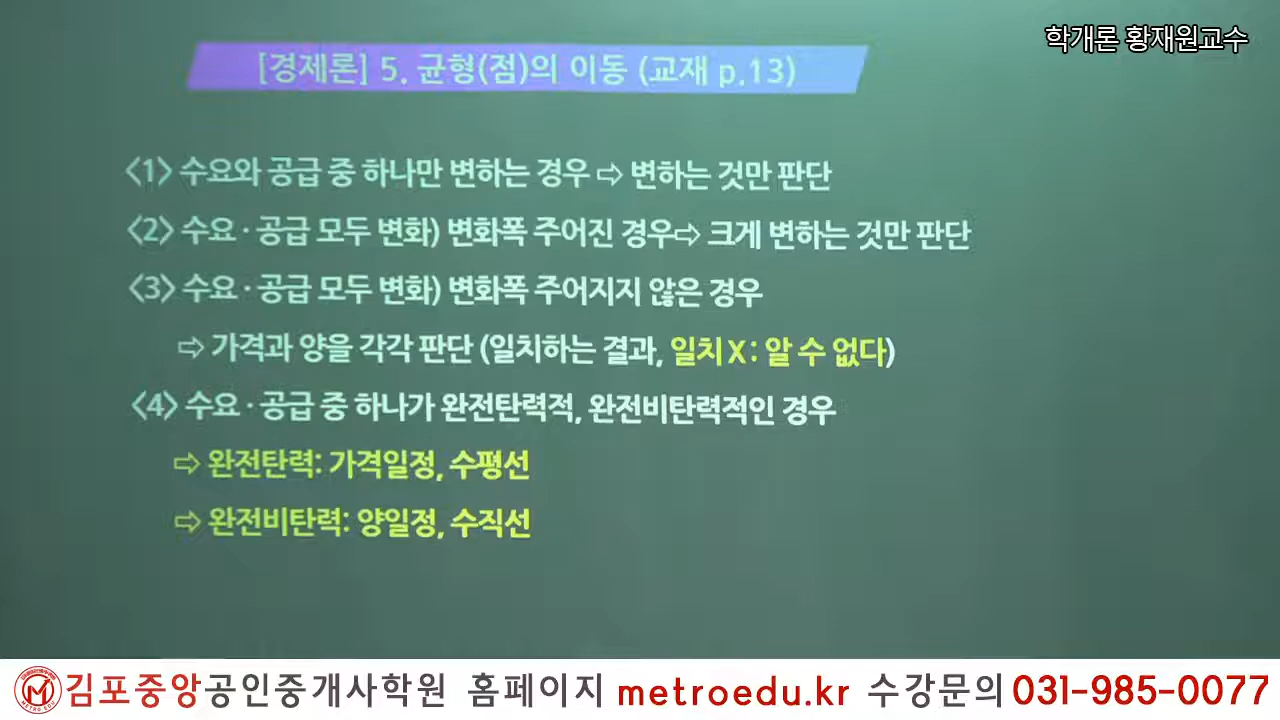 학개론 황재원교수
[경제론] 5. 균형(점)의 이동 (교재 p.13)
<1> 수요와 공급 중 하나만 변하는 경우 ⇨ 변하는 것만 판단
<2> 수요·공급 모두 변화) 변화폭 주어진 경우⇨ 크게 변하는 것만 판단
<3> 수요·공급 모두 변화) 변화폭 주어지지 않은 경우
⇨ 가격과 양을 각각 판단 (일치하는 결과, 일치X: 알 수 없다)
<4> 수요·공급 중 하나가 완전탄력적, 완전비탄력적인 경우
⇨ 완전탄력: 가격일정, 수평선
⇨ 완전비탄력: 양일정, 수직선
M METRO EDU 김포중앙공인중개사학원 홈페이지 metroedu.kr 수강문의 031-985-0077